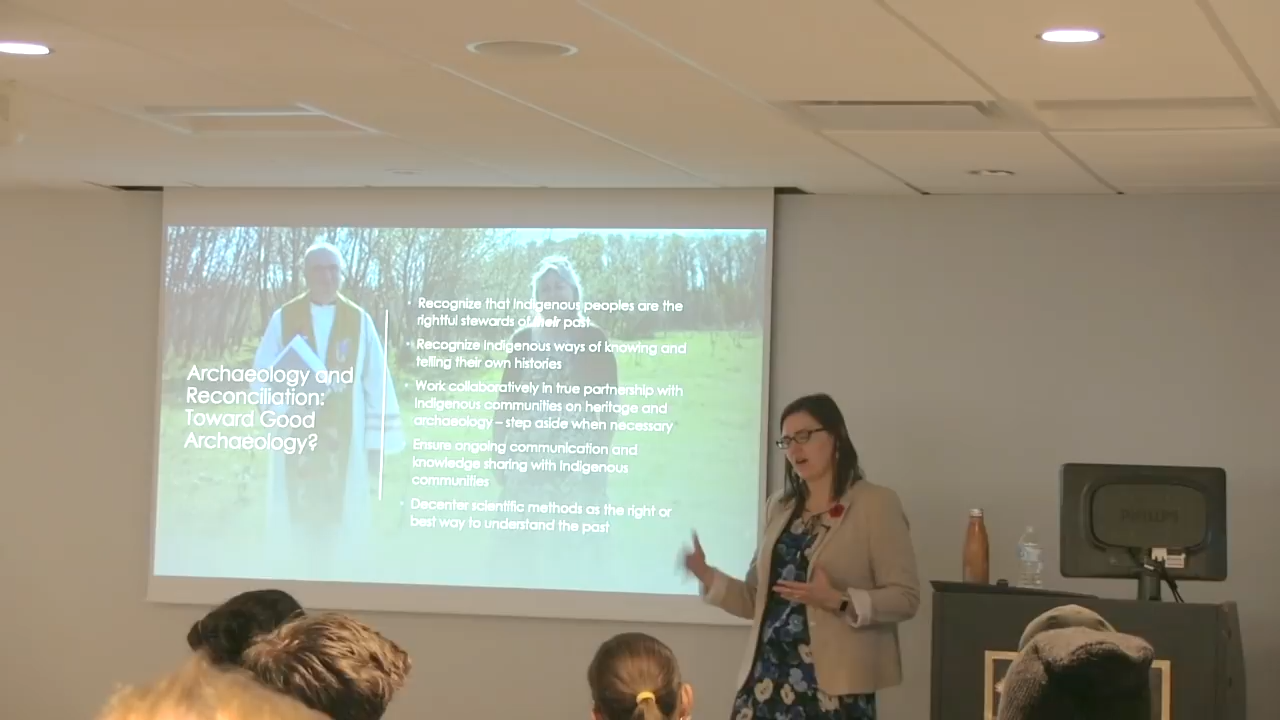 Archaeology and
Reconciliation:
Toward Good
Archaeology?
Recognize that Indigenous peoples are the
rightful stewards of their past
Recognize Indigenous ways of knowing and
telling their own histories
Work collaboratively in true partnership with
Indigenous communities on heritage and
archaeology – step aside when necessary
Ensure ongoing communication and
knowledge sharing with Indigenous
communities
Decenter scientific methods as the right or
best way to understand the past
PHILIPS